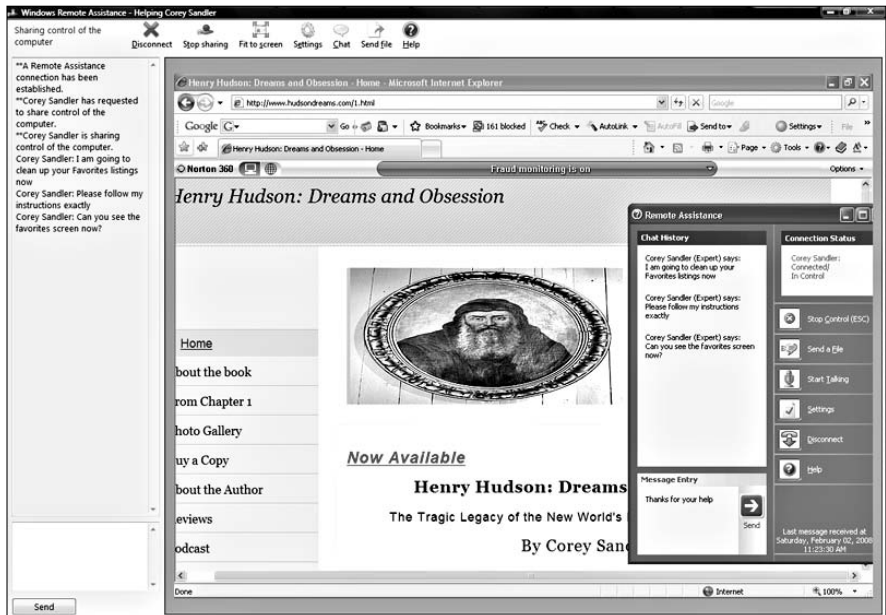 Windows Remote Assistance - Helping Corey Sandler
Sharing control of the
computer
Disconnect Stop sharing Fit to screen Settings Chat Send file Help
**A Remote Assistance
connection has been
established.
**Corey Sandler has requested
to share control of the
computer.
**Corey Sandler is sharing
control of the computer.
Corey Sandler: I am going to
clean up your Favorites listings
now
Corey Sandler: Please follow my
instructions exactly
Corey Sandler: Can you see the
favorites screen now?
Send
Henry Hudson: Dreams and Obsession - Home - Microsoft Internet Explorer
http://www.hudsondreams.com/1.html
Google
Google G Go Bookmarks 161 blocked Check AutoLink AutoFill Send to Settings File
Henry Hudson: Dreams and Obsession - Home
Page Tools
Norton 360 Fraud monitoring is on Options
Henry Hudson: Dreams and Obsession
Home
bout the book
rom Chapter 1
hoto Gallery
uy a Copy
bout the Author
eviews
odcast
Now Available
Henry Hudson: Dreams
The Tragic Legacy of the New World's
By Corey San
Done Internet 100%
Remote Assistance
Chat History
Corey Sandler (Expert) says:
I am going to clean up your
Favorites listings now
Corey Sandler (Expert) says:
Please follow my instructions
exactly
Corey Sandler (Expert) says:
Can you see the favorites screen
now?
Message Entry
Thanks for your help
Send
Connection Status
Corey Sandler:
Connected/
In Control
Stop Control (ESC)
Send a File
Start Talking
Settings
Disconnect
Help
Last message received at
Saturday, February 02, 2008
11:23:30 AM